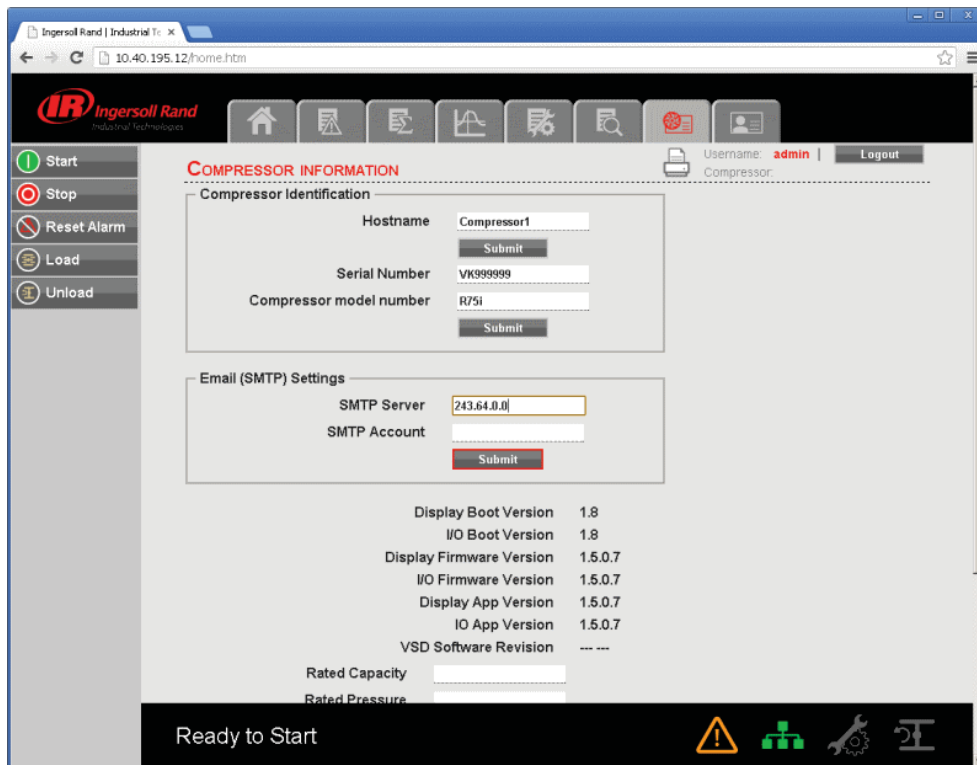 Ingersoll Rand | Industrial Te
10.40.195.12/home.htm
IR Ingersoll Rand
Industrial Technologies
Start
Stop
Reset Alarm
Load
Unload
COMPRESSOR INFORMATION
Username: admin | Logout
Compressor:
Compressor Identification
Hostname Compressor1
Submit
Serial Number VK999999
Compressor model number R75i
Submit
Email (SMTP) Settings
SMTP Server 243.64.0.0
SMTP Account
Submit
Display Boot Version 1.8
I/O Boot Version 1.8
Display Firmware Version 1.5.0.7
I/O Firmware Version 1.5.0.7
Display App Version 1.5.0.7
IO App Version 1.5.0.7
VSD Software Revision --- ---
Rated Capacity
Rated Pressure
Ready to Start